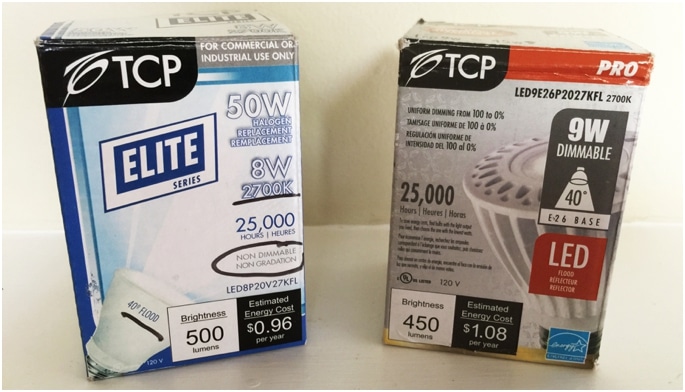 TCP
FOR COMMERCIAL OR
INDUSTRIAL USE ONLY
50W
HALOGEN
REPLACEMENT
REMPLACEMENT
ELITE
SERIES
8W
2700K
25,000
HOURS | HEURES
NON DIMMABLE
NON GRADATION
LED8P20V27KFL
40° FLOOD
120 V
Brightness
500
lumens
Estimated
Energy Cost
$0.96
per year
TCP
PRO
LED9E26P2027KFL 2700K
UNIFORM DIMMING FROM 100 to 0%
TAMISAGE UNIFORME DE 100 à 0%
REGULACIÓN UNIFORME DE
INTENSIDAD DEL 100 al 0%
9W
DIMMABLE
40°
E-26 BASE
25,000
Hours | Heures | Horas
LED
FLOOD
RÉFLECTEUR
REFLECTOR
120 V
Brightness
450
lumens
Estimated
Energy Cost
$1.08
per year